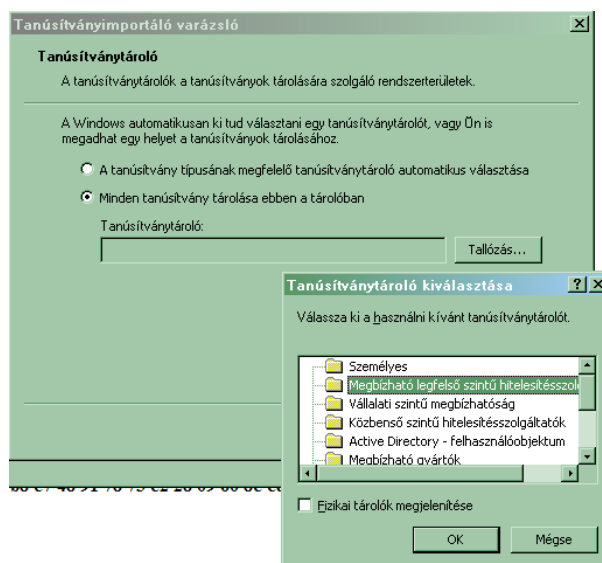 Tanúsítványimportáló varázsló
Tanúsítványtároló
A tanúsítványtárolók a tanúsítványok tárolására szolgáló rendszerterületek.
A Windows automatikusan ki tud választani egy tanúsítványtárolót, vagy Ön is
megadhat egy helyet a tanúsítványok tárolásához.
A tanúsítvány típusának megfelelő tanúsítványtároló automatikus választása
Minden tanúsítvány tárolása ebben a tárolóban
Tanúsítványtároló:
Tallózás...
Tanúsítványtároló kiválasztása
Válassza ki a használni kívánt tanúsítványtárolót.
Személyes
Megbízható legfelső szintű hitelesítésszol
Vállalati szintű megbízhatóság
Közbenső szintű hitelesítésszolgáltatók
Active Directory - felhasználóobjektum
Megbízható gyártók
Fizikai tárolók megjelenítése
OK
Mégse